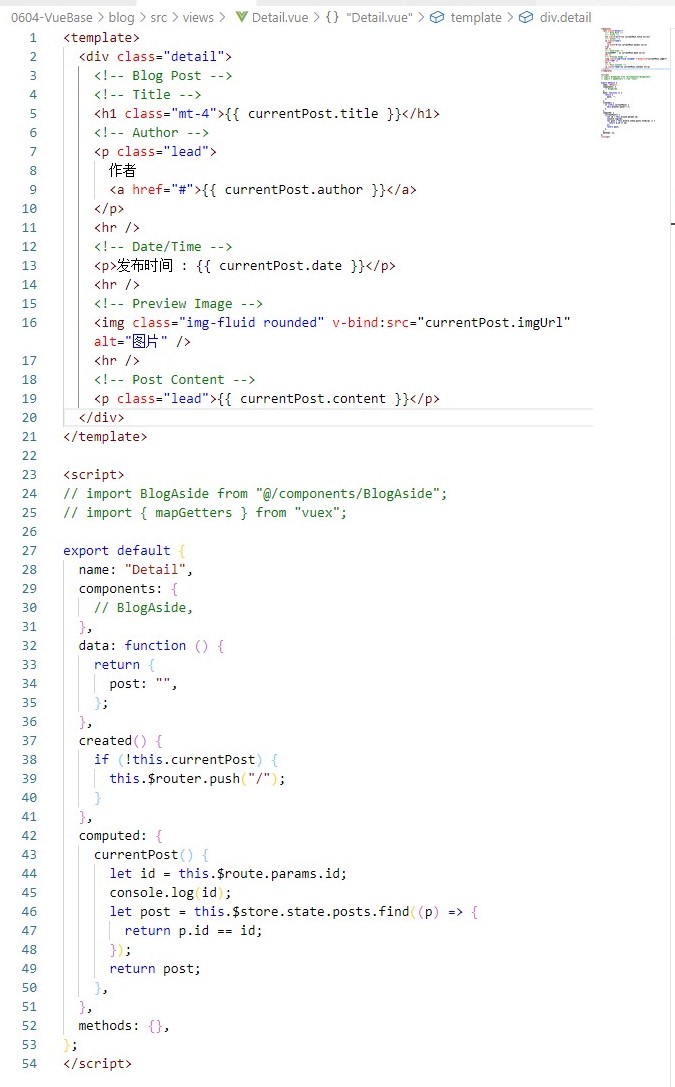 0604-VueBase > blog > src > views > Detail.vue > {} "Detail.vue" > template > div.detail
1 <template>
2 <div class="detail">
3 <!-- Blog Post -->
4 <!-- Title -->
5 <h1 class="mt-4">{{ currentPost.title }}</h1>
6 <!-- Author -->
7 <p class="lead">
8 作者
9 <a href="#">{{ currentPost.author }}</a>
10 </p>
11 <hr />
12 <!-- Date/Time -->
13 <p>发布时间 : {{ currentPost.date }}</p>
14 <hr />
15 <!-- Preview Image -->
16 <img class="img-fluid rounded" v-bind:src="currentPost.imgUrl"
alt="图片" />
17 <hr />
18 <!-- Post Content -->
19 <p class="lead">{{ currentPost.content }}</p>
20 </div>
21 </template>
22
23 <script>
24 // import BlogAside from "@/components/BlogAside";
25 // import { mapGetters } from "vuex";
26
27 export default {
28 name: "Detail",
29 components: {
30 // BlogAside,
31 },
32 data: function () {
33 return {
34 post: "",
35 };
36 },
37 created() {
38 if (!this.currentPost) {
39 this.$router.push("/");
40 }
41 },
42 computed: {
43 currentPost() {
44 let id = this.$route.params.id;
45 console.log(id);
46 let post = this.$store.state.posts.find((p) => {
47 return p.id == id;
48 });
49 return post;
50 },
51 },
52 methods: {},
53 };
54 </script>